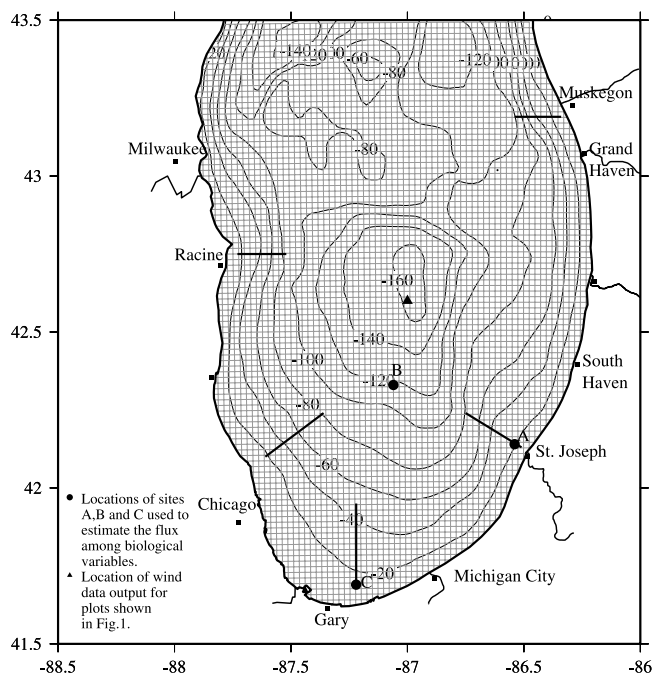 43.5
-20
-140
-60
-80
-120
0
Muskegon
Milwaukee
-80
Grand
Haven
43
Racine
-160
42.5
-140
-100
B
-120
South
Haven
-80
A
St. Joseph
-60
42
Locations of sites
A,B and C used to
estimate the flux
among biological
variables.
Chicago
-40
Location of wind
data output for
plots shown
in Fig.1.
-20
C
Michigan City
Gary
41.5
-88.5
-88
-87.5
-87
-86.5
-86